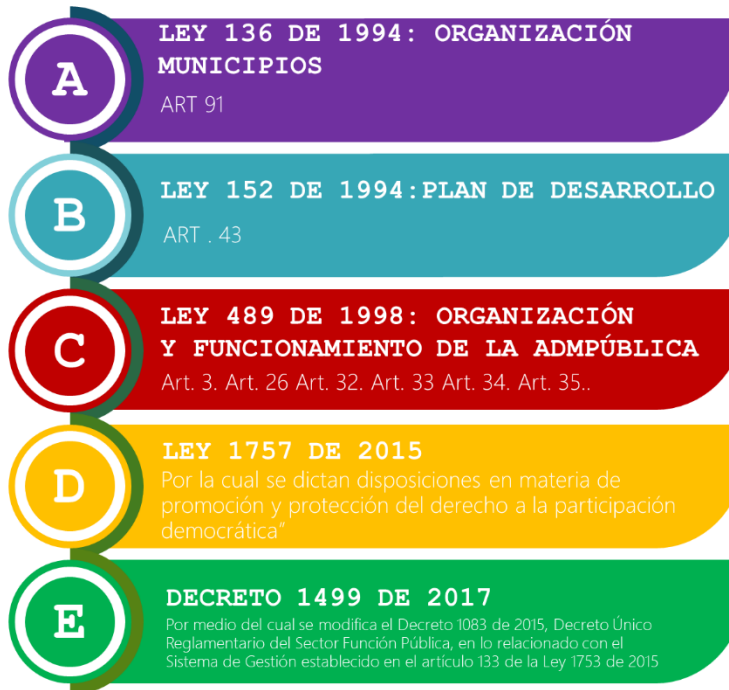 A
LEY 136 DE 1994: ORGANIZACIÓN
MUNICIPIOS
ART 91
B
LEY 152 DE 1994:PLAN DE DESARROLLO
ART . 43
C
LEY 489 DE 1998: ORGANIZACIÓN
Y FUNCIONAMIENTO DE LA ADMPÚBLICA
Art. 3. Art. 26 Art. 32. Art. 33 Art. 34. Art. 35..
D
LEY 1757 DE 2015
Por la cual se dictan disposiciones en materia de
promoción y protección del derecho a la participación
democrática”
E
DECRETO 1499 DE 2017
Por medio del cual se modifica el Decreto 1083 de 2015, Decreto Único
Reglamentario del Sector Función Pública, en lo relacionado con el
Sistema de Gestión establecido en el artículo 133 de la Ley 1753 de 2015